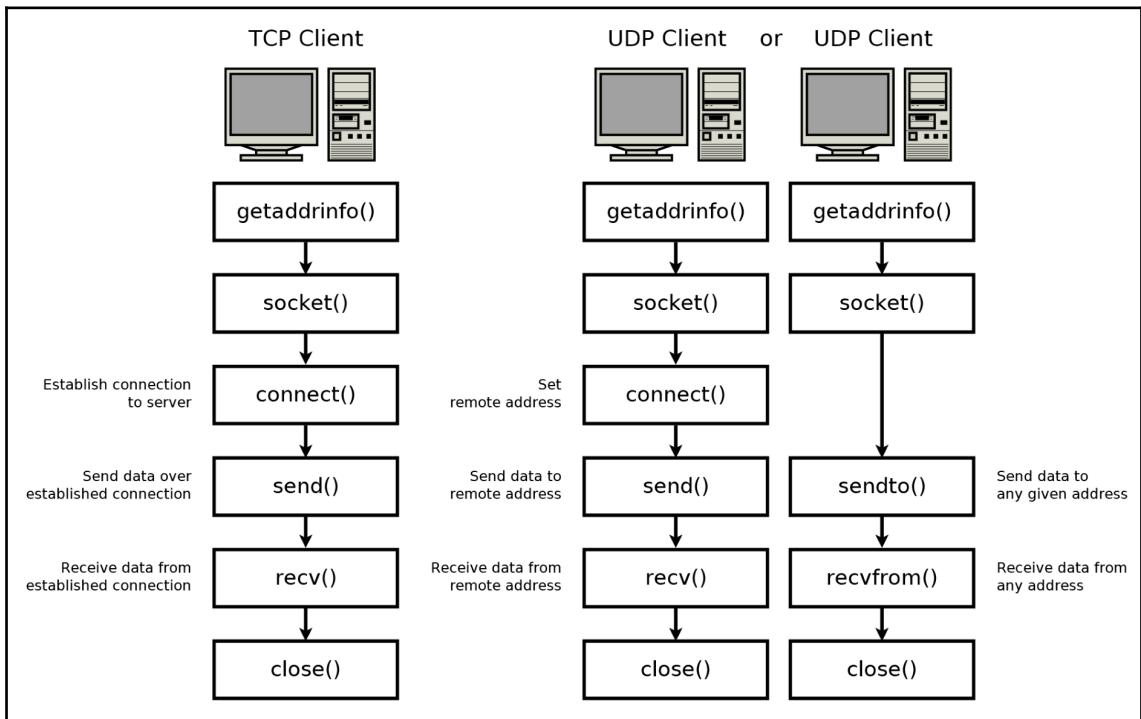 TCP Client
UDP Client or UDP Client
getaddrinfo()
getaddrinfo()
getaddrinfo()
socket()
socket()
socket()
Establish connection
to server
connect()
Set
remote address
connect()
Send data over
established connection
send()
Send data to
remote address
send()
sendto()
Send data to
any given address
Receive data from
established connection
recv()
Receive data from
remote address
recv()
recvfrom()
Receive data from
any address
close()
close()
close()